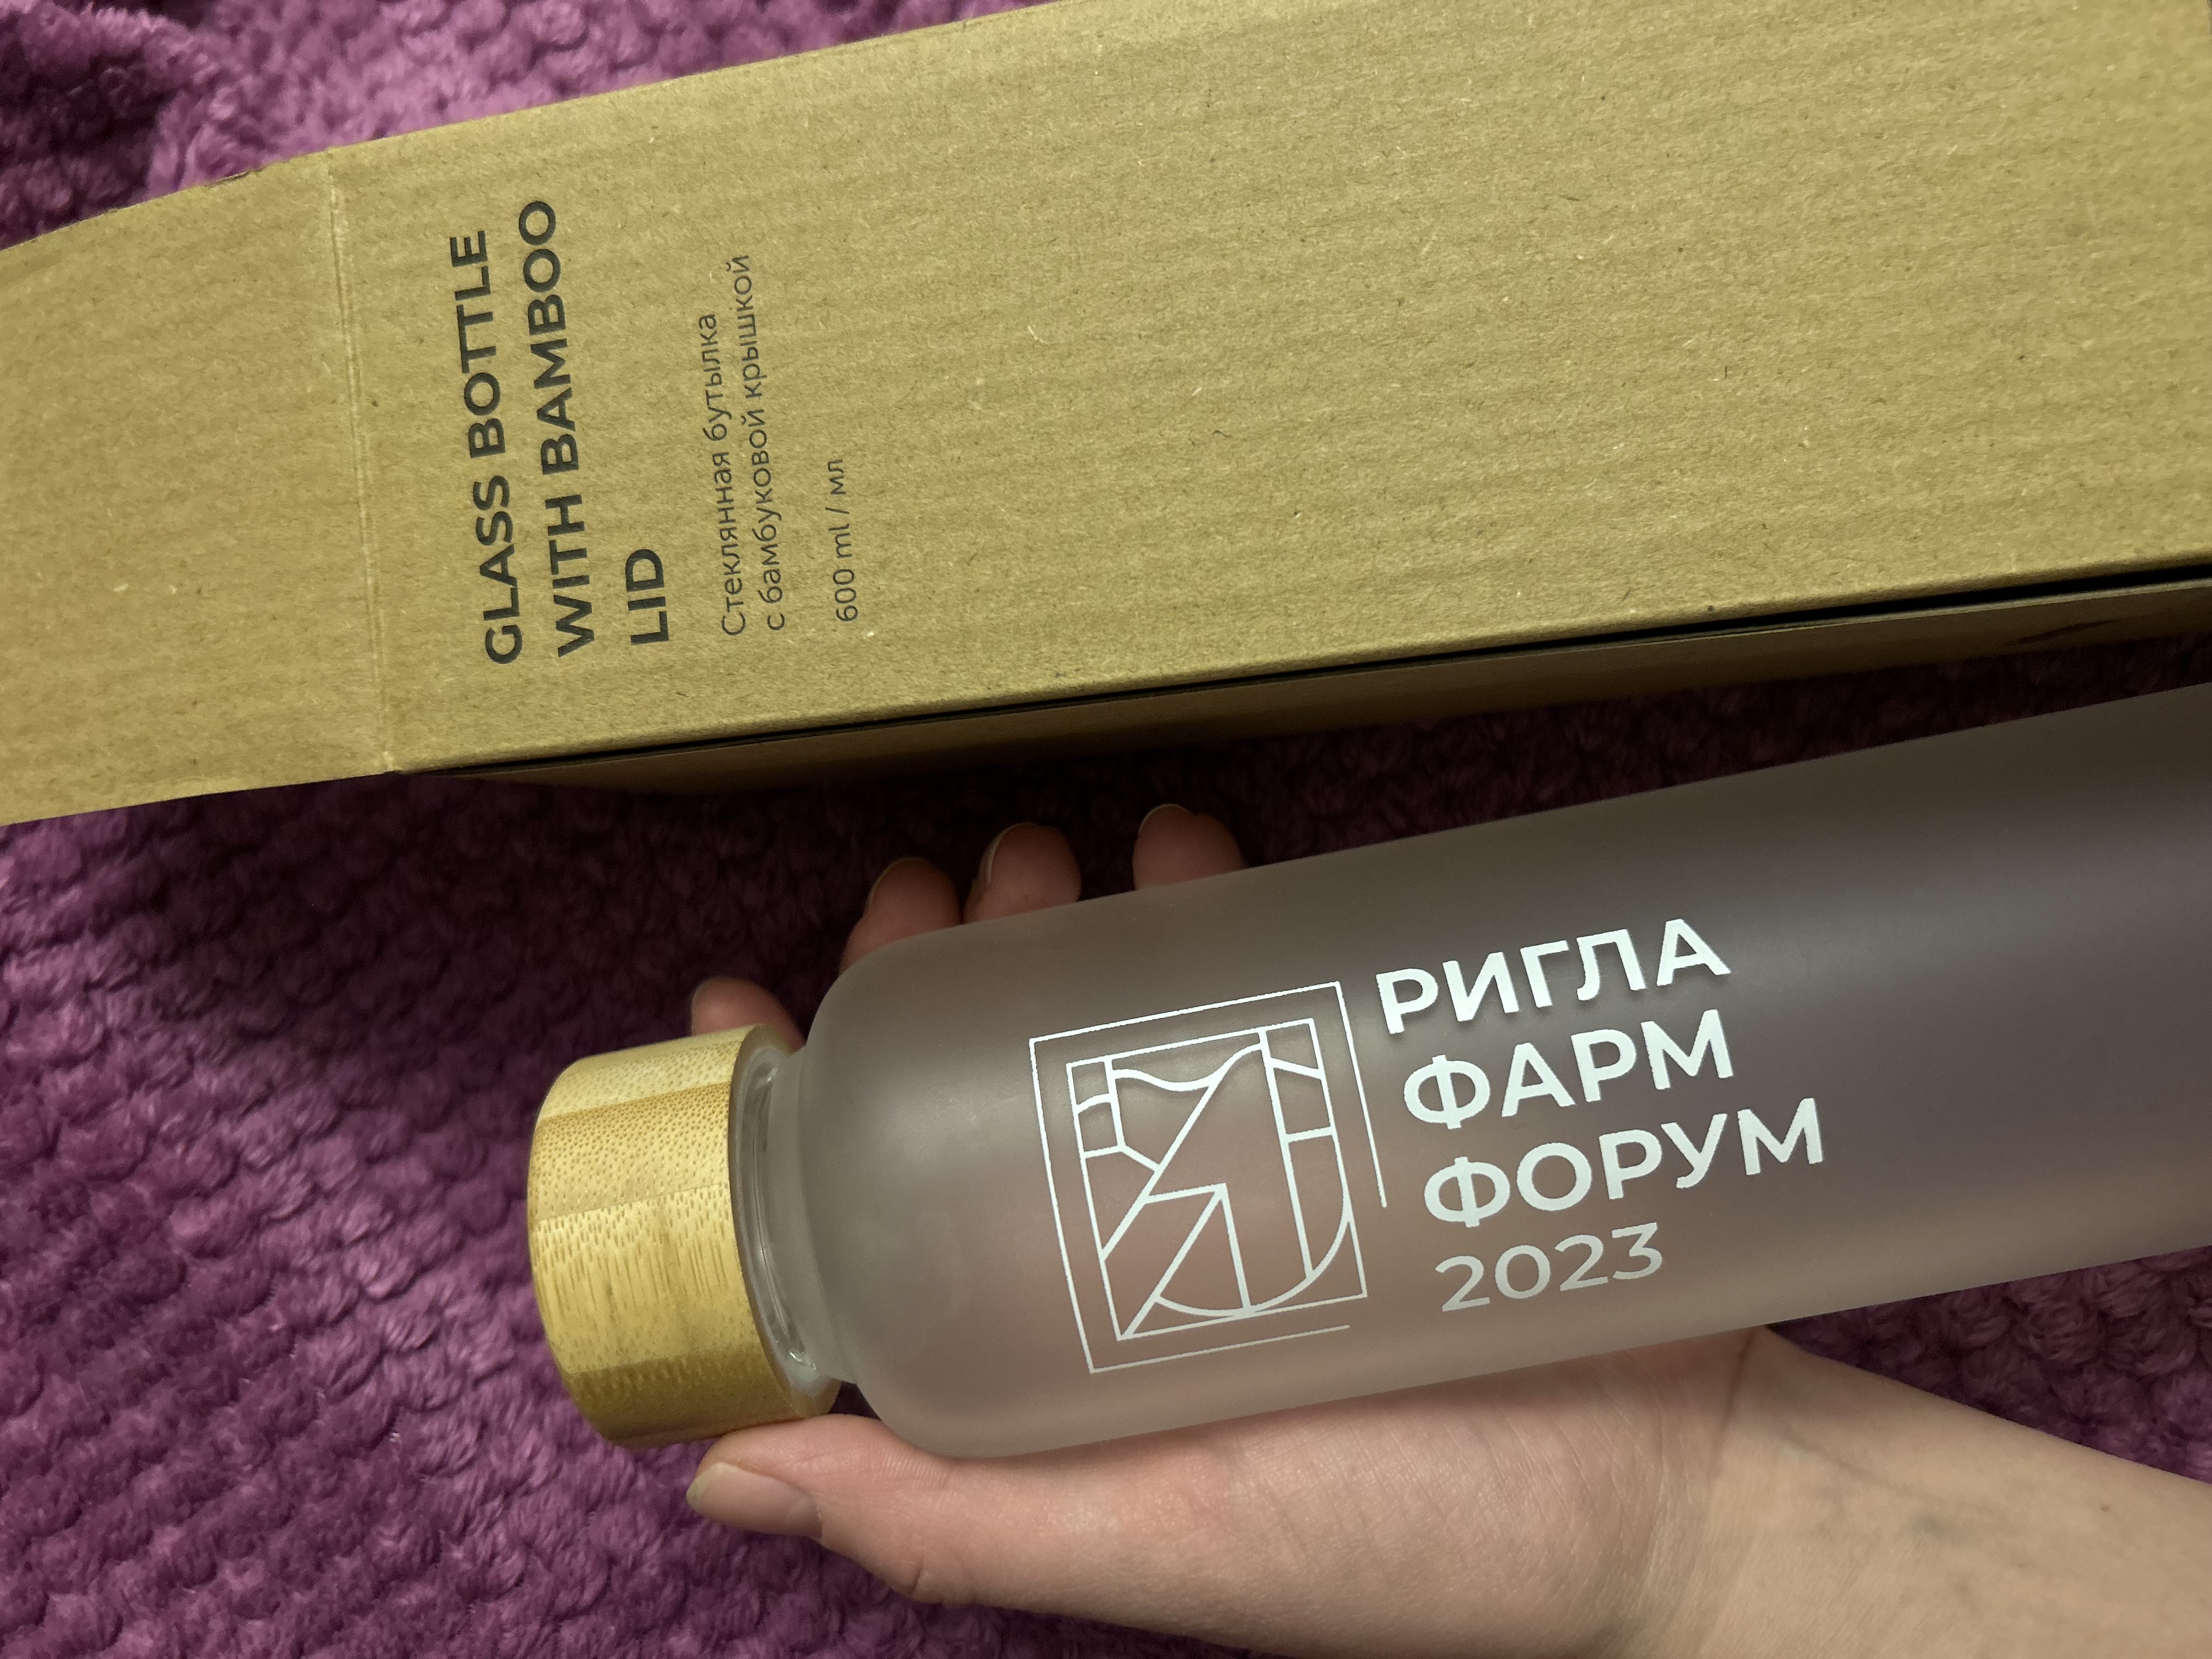 GLASS BOTTLE
WITH BAMBOO
LID
Стеклянная бутылка
с бамбуковой крышкой
600 ml / мл
РИГЛА
ФАРМ
ФОРУМ
2023